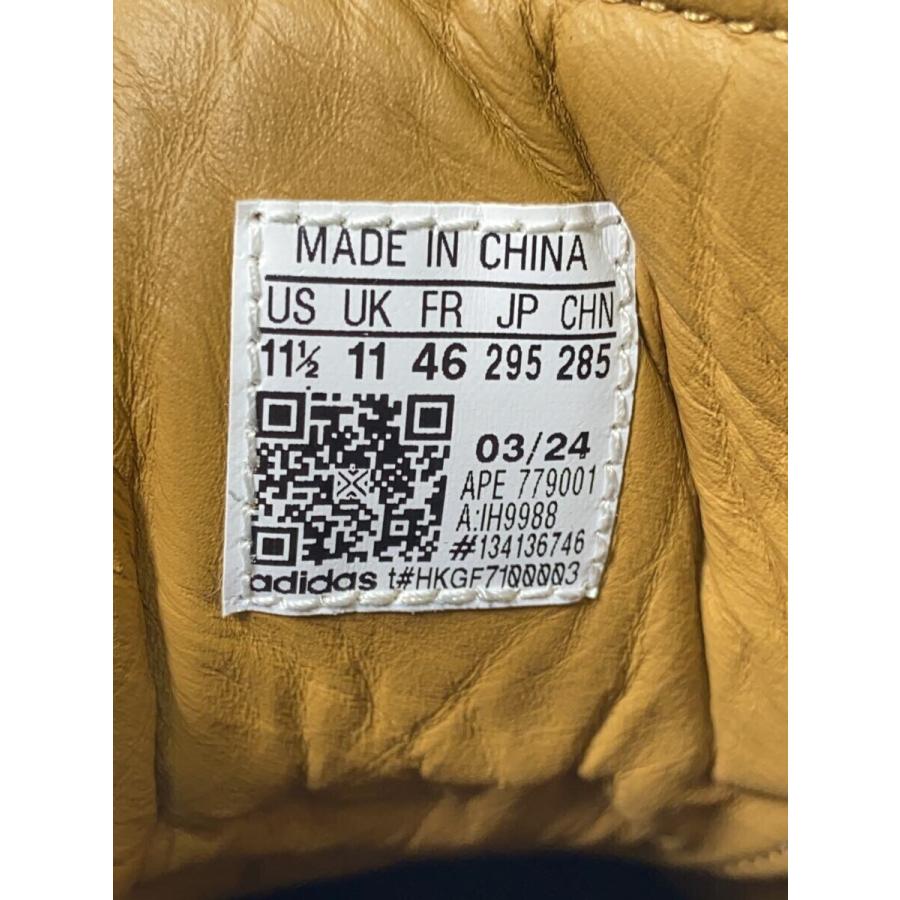 MADE IN CHINA
US UK FR JP CHN
11½ 11 46 295 285
03/24
APE 779001
A:IH9988
#134136746
adidas t#HKGF7100003